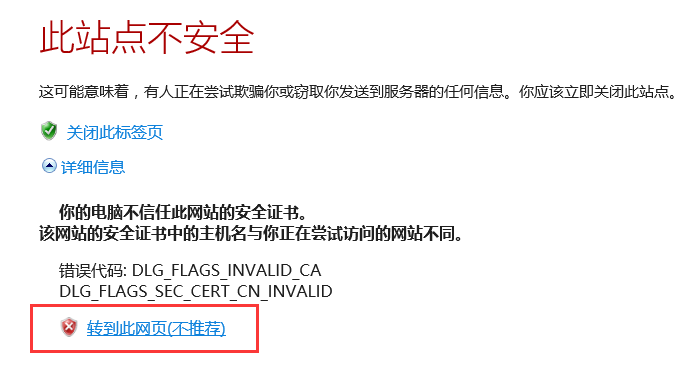 此站点不安全
这可能意味着，有人正在尝试欺骗你或窃取你发送到服务器的任何信息。你应该立即关闭此站点。
关闭此标签页
详细信息
你的电脑不信任此网站的安全证书。
该网站的安全证书中的主机名与你正在尝试访问的网站不同。
错误代码: DLG_FLAGS_INVALID_CA
DLG_FLAGS_SEC_CERT_CN_INVALID
转到此网页(不推荐)